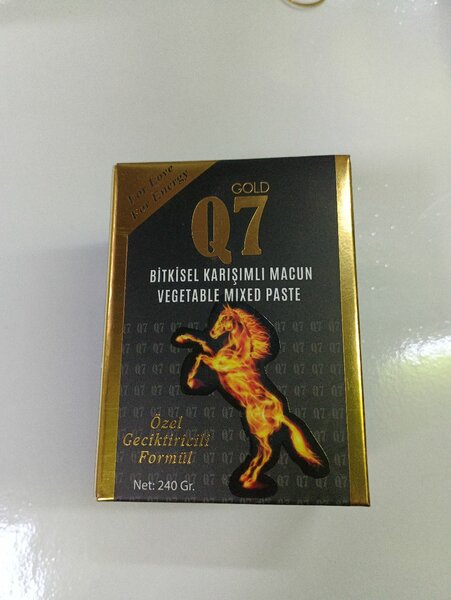 For Love
For Energy
GOLD
Q7
BİTKİSEL KARIŞIMLI MACUN
VEGETABLE MIXED PASTE
Özel
Geciktiricili
Formül
Net: 240 Gr.